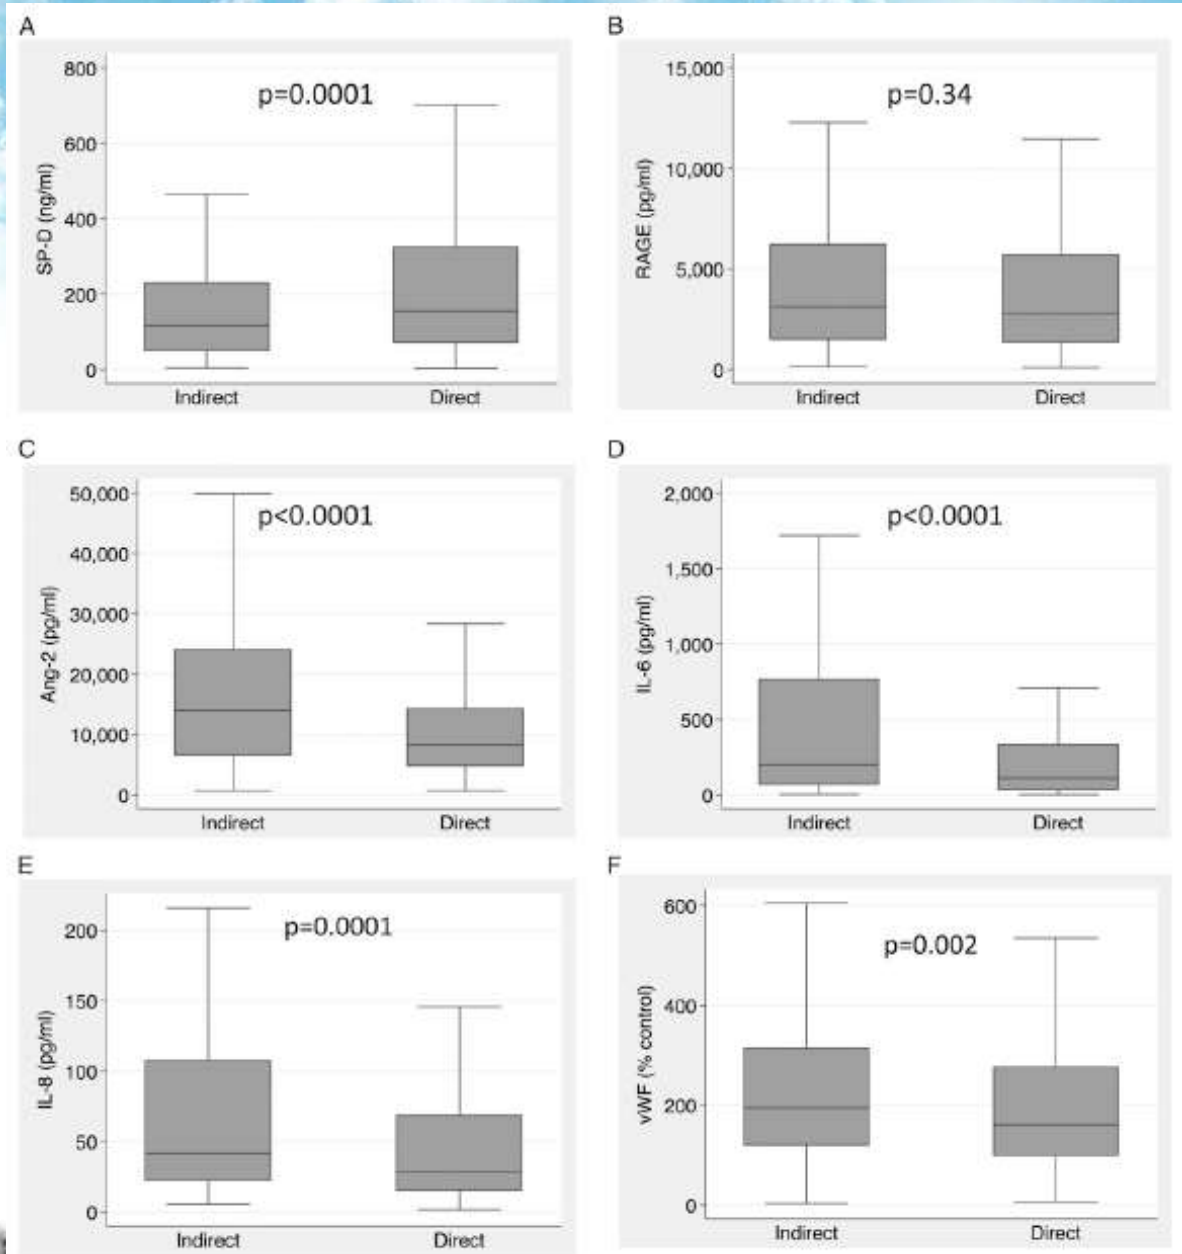 A
SP-D (ng/ml)
800
600
400
200
0
p=0.0001
Indirect Direct
B
RAGE (pg/ml)
15,000
10,000
5,000
0
p=0.34
Indirect Direct
C
Ang-2 (pg/ml)
50,000
40,000
30,000
20,000
10,000
0
p<0.0001
Indirect Direct
D
IL-6 (pg/ml)
2,000
1,500
1,000
500
0
p<0.0001
Indirect Direct
E
IL-8 (pg/ml)
200
150
100
50
0
p=0.0001
Indirect Direct
F
vWF (% control)
600
400
200
0
p=0.002
Indirect Direct